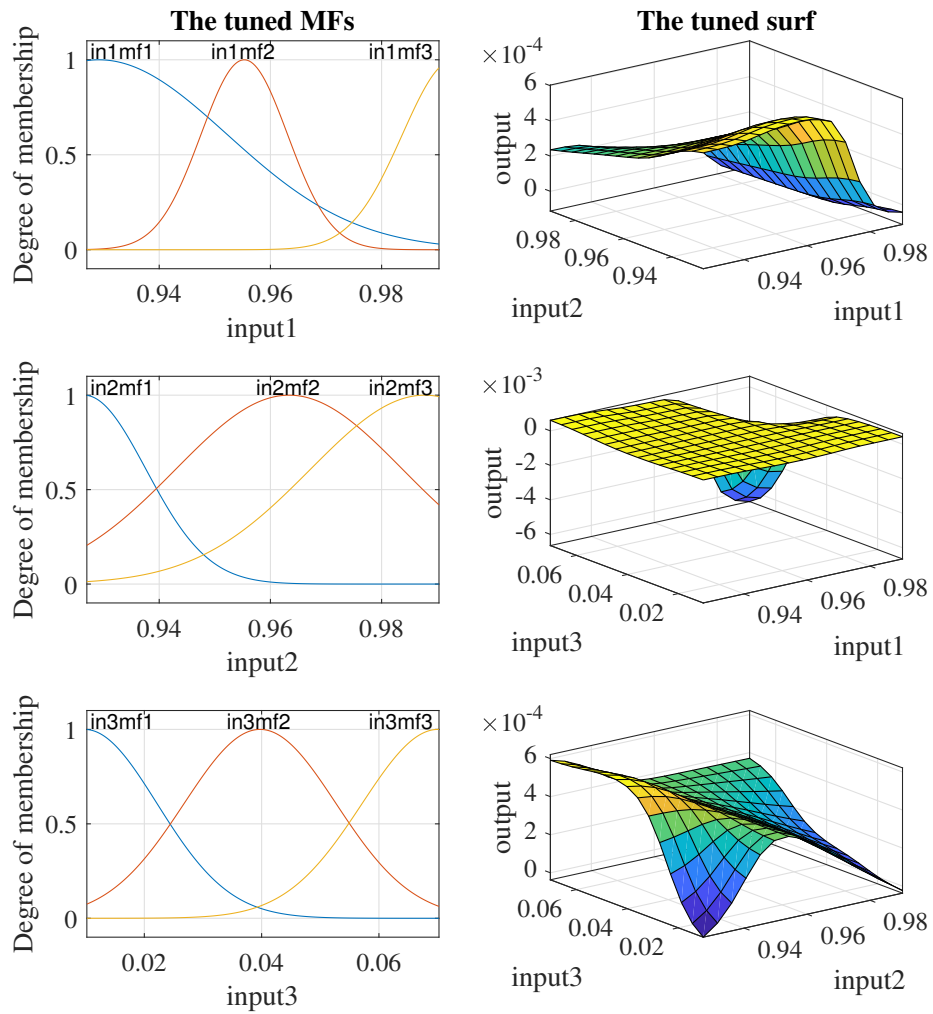 The tuned MFs
in1mf1 in1mf2 in1mf3
1
0.5
0
Degree of membership
0.94 0.96 0.98
input1
The tuned surf
×10-4
6
4
2
0
output
0.98 0.96 0.94
input2
0.94 0.96 0.98
input1
in2mf1 in2mf2 in2mf3
1
0.5
0
Degree of membership
0.94 0.96 0.98
input2
×10-3
0
-2
-4
-6
output
0.06 0.04 0.02
input3
0.94 0.96 0.98
input1
in3mf1 in3mf2 in3mf3
1
0.5
0
Degree of membership
0.02 0.04 0.06
input3
×10-4
6
4
2
0
output
0.06 0.04 0.02
input3
0.94 0.96 0.98
input2